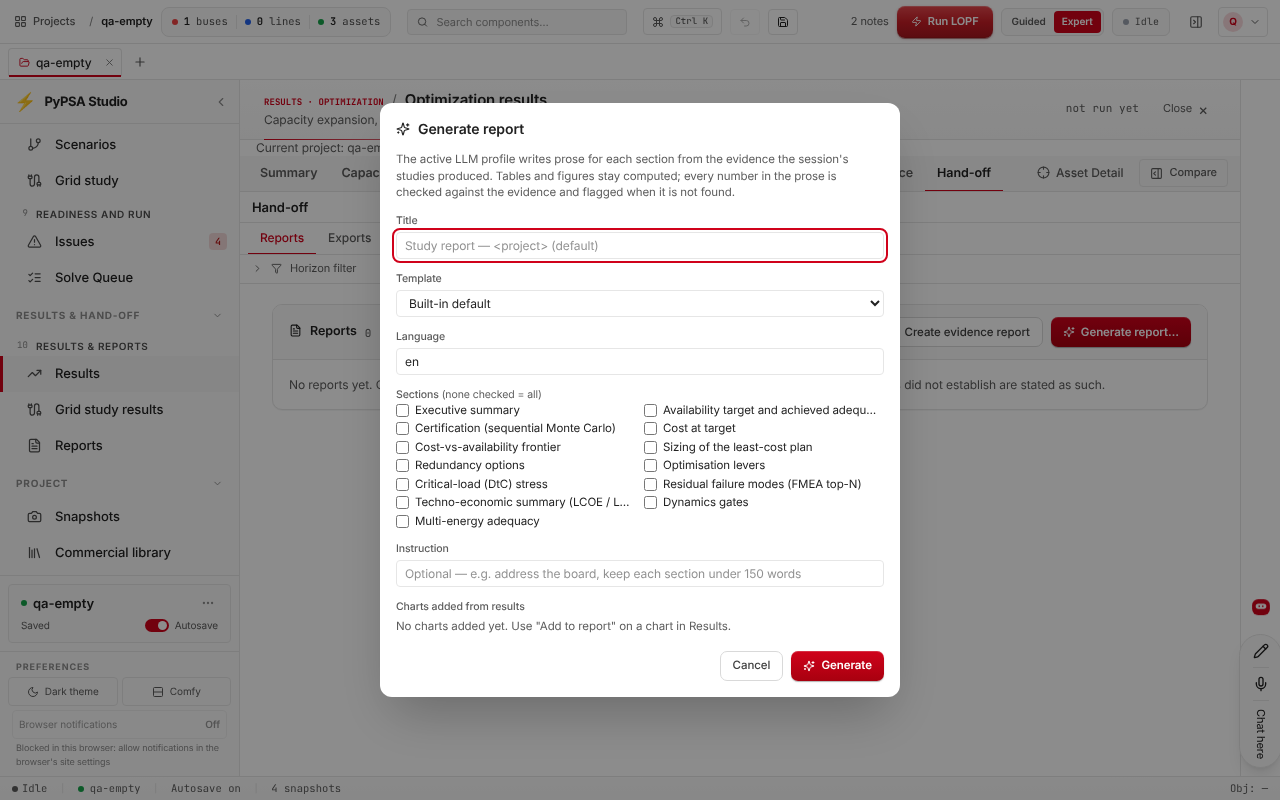 Projects / qa-empty 1 buses 0 lines 3 assets Search components... ⌘ Ctrl K 2 notes Run LOPF Guided Expert Idle Q
qa-empty × +
PyPSA Studio
Scenarios
Grid study
9 READINESS AND RUN
Issues 4
Solve Queue
RESULTS & HAND-OFF
10 RESULTS & REPORTS
Results
Grid study results
Reports
PROJECT
Snapshots
Commercial library
qa-empty ...
Saved Autosave
PREFERENCES
Dark theme Comfy
Browser notifications Off
Blocked in this browser: allow notifications in the
browser's site settings
RESULTS · OPTIMIZATION / Optimization results
Capacity expansion,
not run yet Close ×
Current project: qa-em
Summary Capac ce Hand-off Asset Detail Compare
Hand-off
Reports Exports
Horizon filter
Reports 0 Create evidence report Generate report...
No reports yet. C did not establish are stated as such.
Generate report
The active LLM profile writes prose for each section from the evidence the session's
studies produced. Tables and figures stay computed; every number in the prose is
checked against the evidence and flagged when it is not found.
Title
Study report — <project> (default)
Template
Built-in default
Language
en
Sections (none checked = all)
Executive summary Availability target and achieved adequ...
Certification (sequential Monte Carlo) Cost at target
Cost-vs-availability frontier Sizing of the least-cost plan
Redundancy options Optimisation levers
Critical-load (DtC) stress Residual failure modes (FMEA top-N)
Techno-economic summary (LCOE / L... Dynamics gates
Multi-energy adequacy
Instruction
Optional — e.g. address the board, keep each section under 150 words
Charts added from results
No charts added yet. Use "Add to report" on a chart in Results.
Cancel Generate
Chat here
Idle qa-empty Autosave on 4 snapshots Obj: —